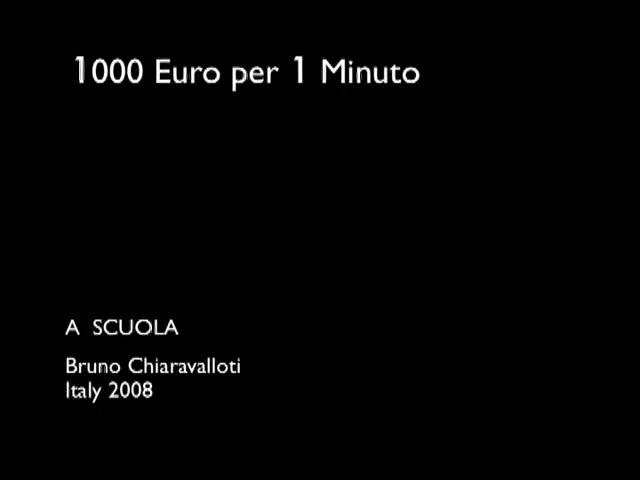 1000 Euro per 1 Minuto
A SCUOLA
Bruno Chiaravalloti
Italy 2008